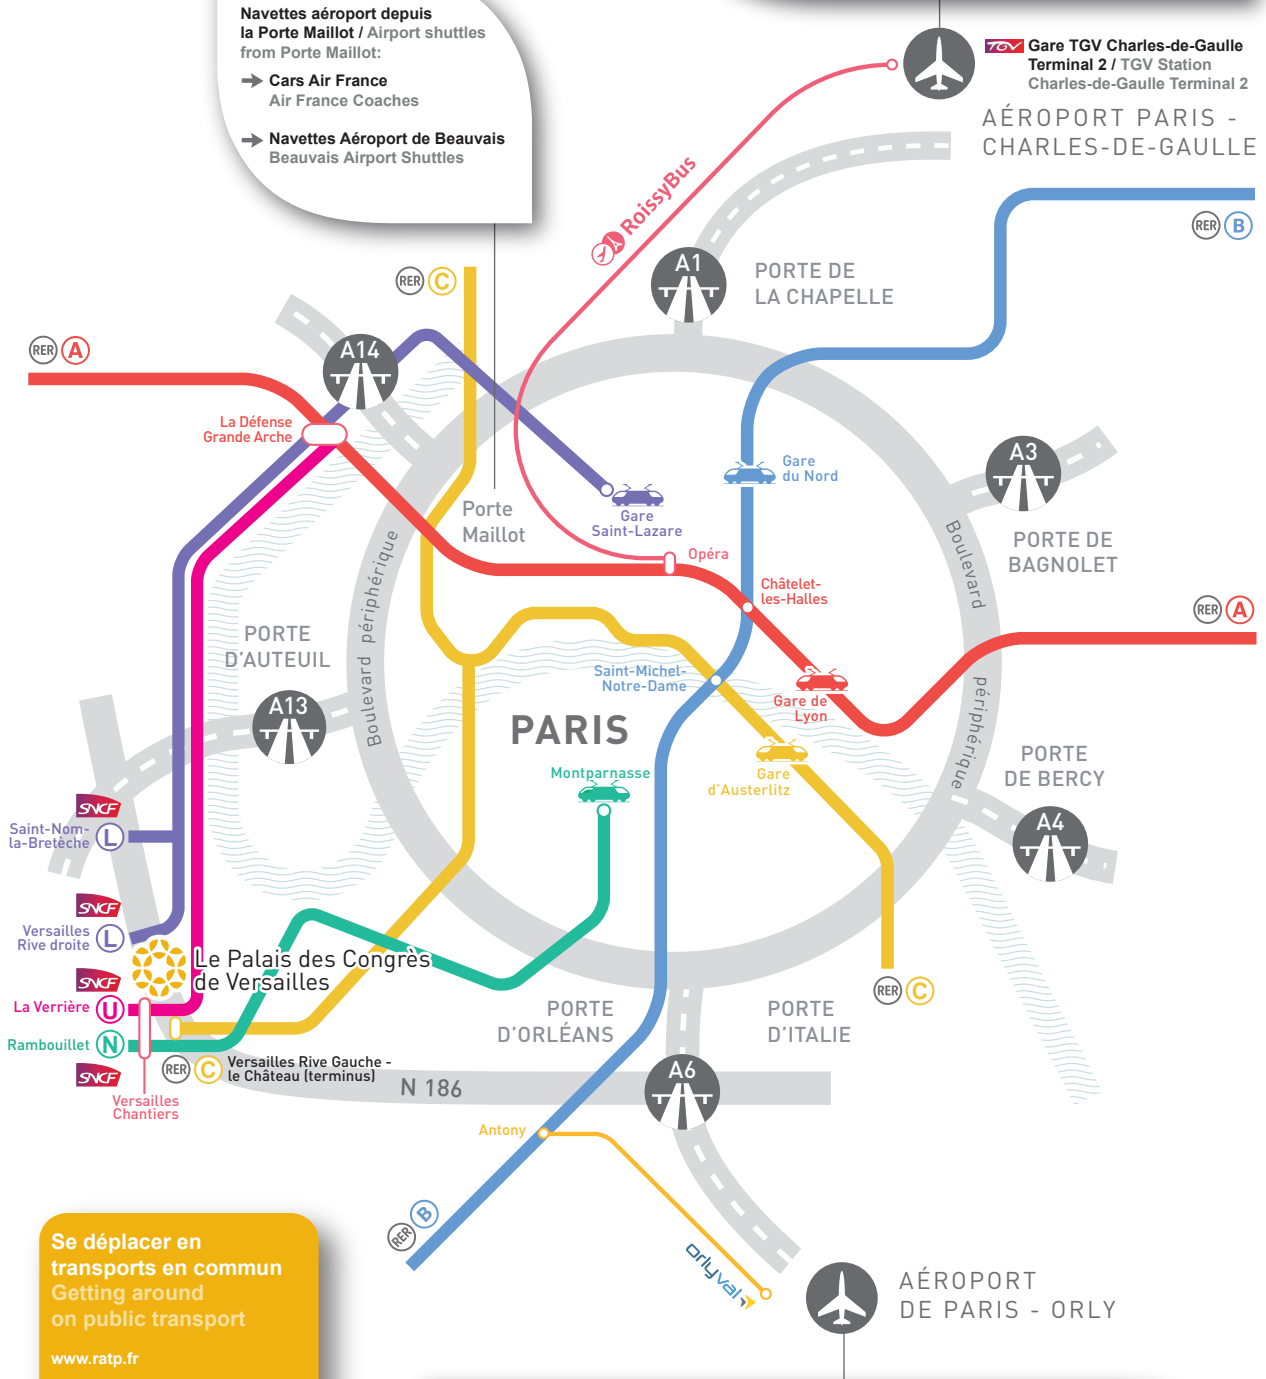 Navettes aéroport depuis
la Porte Maillot / Airport shuttles
from Porte Maillot:
Cars Air France
Air France Coaches
Navettes Aéroport de Beauvais
Beauvais Airport Shuttles
TGV Gare TGV Charles-de-Gaulle
Terminal 2 / TGV Station
Charles-de-Gaulle Terminal 2
AÉROPORT PARIS -
CHARLES-DE-GAULLE
RoissyBus
RER B
A1
PORTE DE
LA CHAPELLE
RER C
RER A
A14
La Défense
Grande Arche
Gare
du Nord
A3
Porte
Maillot
Gare
Saint-Lazare
Opéra
Boulevard périphérique
Boulevard
périphérique
PORTE DE
BAGNOLET
Châtelet-
les-Halles
RER A
PORTE
D'AUTEUIL
Saint-Michel-
Notre-Dame
Gare de
Lyon
A13
PARIS
PORTE
DE BERCY
Montparnasse
Gare
d'Austerlitz
A4
SNCF
Saint-Nom-
la-Bretèche L
SNCF
Versailles
Rive droite L
Le Palais des Congrès
de Versailles
SNCF
La Verrière U
Rambouillet N
SNCF
RER C
PORTE
D'ORLÉANS
PORTE
D'ITALIE
RER C Versailles Rive Gauche -
le Château (terminus)
Versailles
Chantiers
N 186
A6
Antony
RER B
orlyval
AÉROPORT
DE PARIS - ORLY
Se déplacer en
transports en commun
Getting around
on public transport
www.ratp.fr